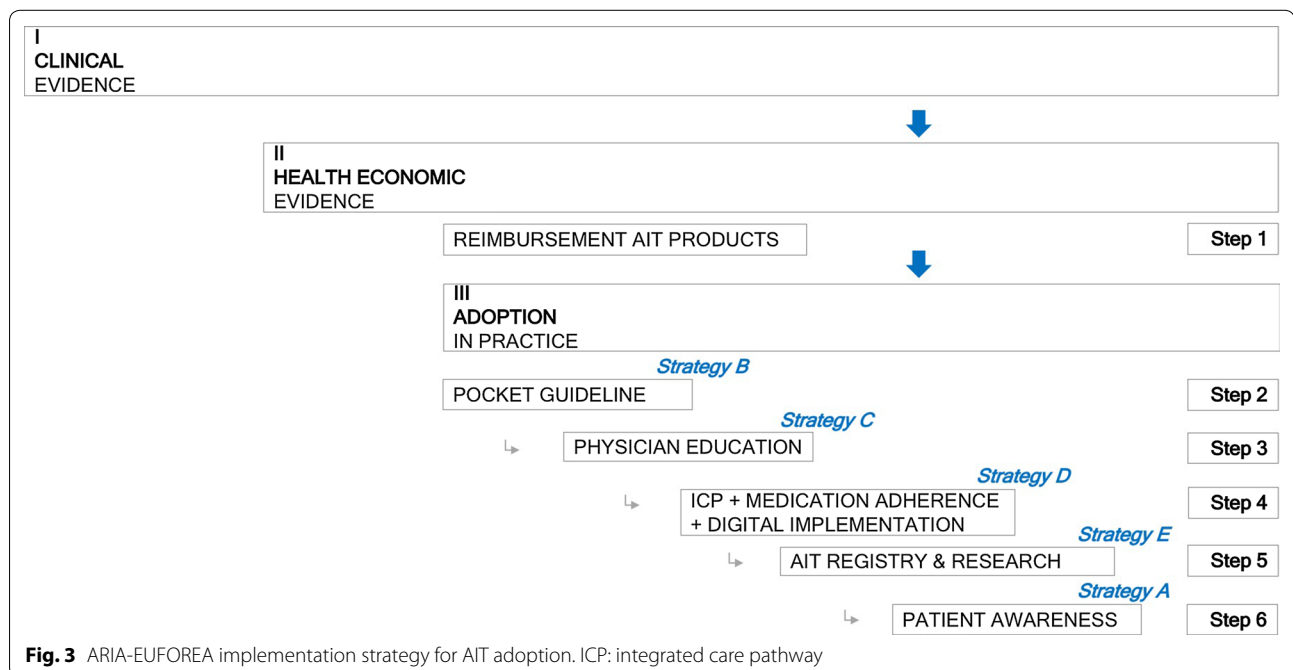 I
CLINICAL
EVIDENCE
II
HEALTH ECONOMIC
EVIDENCE
REIMBURSEMENT AIT PRODUCTS
Step 1
III
ADOPTION
IN PRACTICE
Strategy B
POCKET GUIDELINE
Step 2
Strategy C
PHYSICIAN EDUCATION
Step 3
Strategy D
ICP + MEDICATION ADHERENCE
+ DIGITAL IMPLEMENTATION
Step 4
Strategy E
AIT REGISTRY & RESEARCH
Step 5
Strategy A
PATIENT AWARENESS
Step 6
Fig. 3 ARIA-EUFOREA implementation strategy for AIT adoption. ICP: integrated care pathway